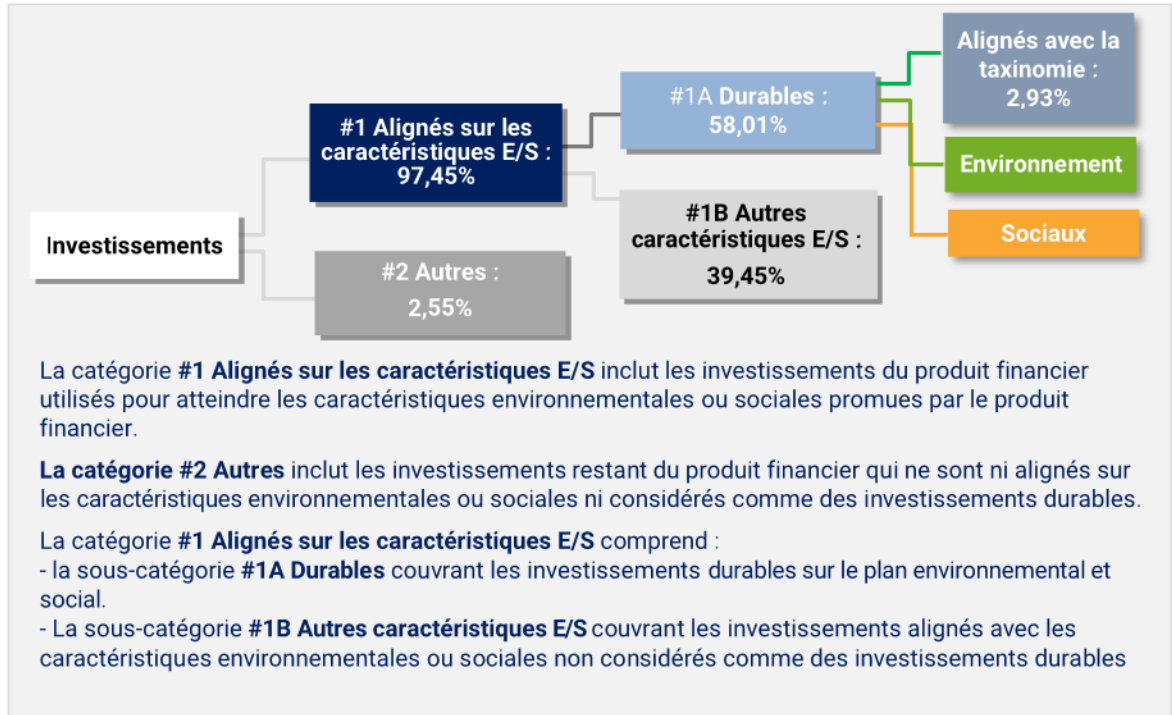 Investissements
#1 Alignés sur les
caractéristiques E/S :
97,45%
#2 Autres :
2,55%
#1A Durables :
58,01%
#1B Autres
caractéristiques E/S :
39,45%
Alignés avec la
taxinomie :
2,93%
Environnement
Sociaux
La catégorie #1 Alignés sur les caractéristiques E/S inclut les investissements du produit financier
utilisés pour atteindre les caractéristiques environnementales ou sociales promues par le produit
financier.
La catégorie #2 Autres inclut les investissements restant du produit financier qui ne sont ni alignés sur
les caractéristiques environnementales ou sociales ni considérés comme des investissements durables.
La catégorie #1 Alignés sur les caractéristiques E/S comprend :
- la sous-catégorie #1A Durables couvrant les investissements durables sur le plan environnemental et
social.
- La sous-catégorie #1B Autres caractéristiques E/S couvrant les investissements alignés avec les
caractéristiques environnementales ou sociales non considérés comme des investissements durables